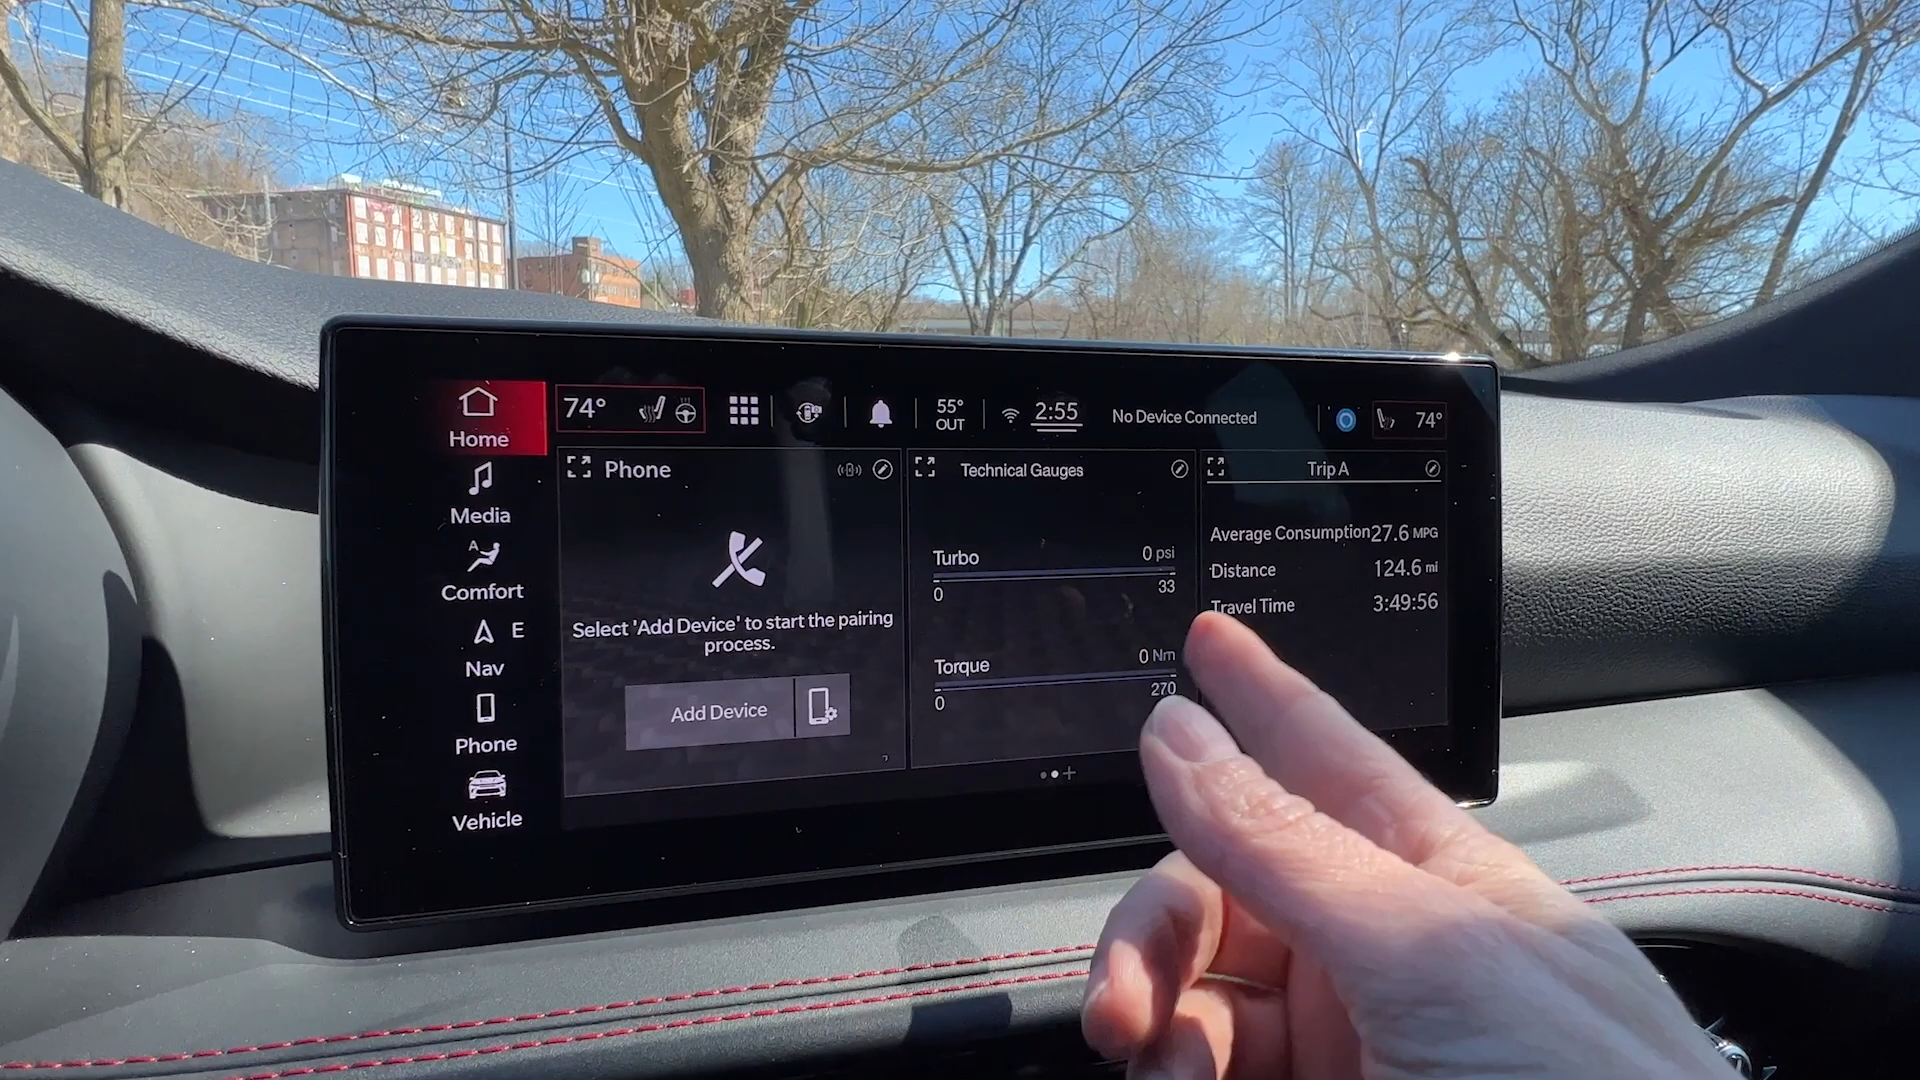 Home
Media
A
Comfort
E
Nav
Phone
Vehicle
74°
55°
OUT
2:55
No Device Connected
74°
Phone
Select 'Add Device' to start the pairing
process.
Add Device
Technical Gauges
Turbo
0 psi
0
33
Torque
0 Nm
0
270
Trip A
Average Consumption 27.6 MPG
Distance 124.6 mi
Travel Time 3:49:56